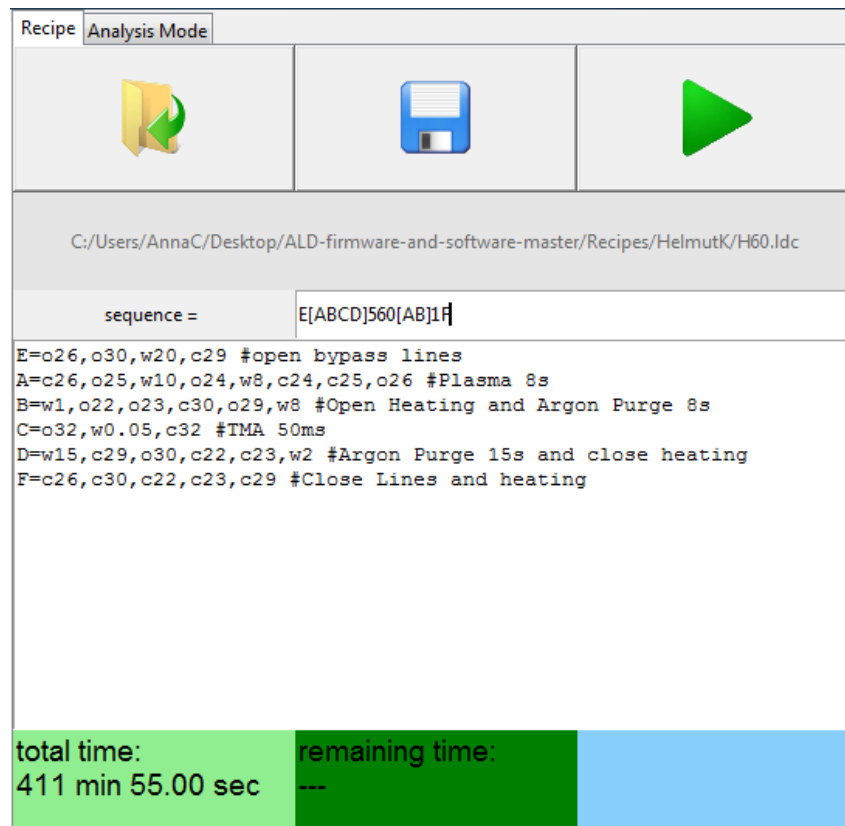 Recipe
Analysis Mode
C:/Users/AnnaC/Desktop/ALD-firmware-and-software-master/Recipes/HelmutK/H60.ldc
sequence =
E[ABCD]560[AB]1F
E=o26,o30,w20,c29 #open bypass lines
A=c26,o25,w10,o24,w8,c24,c25,o26 #Plasma 8s
B=w1,o22,o23,c30,o29,w8 #Open Heating and Argon Purge 8s
C=o32,w0.05,c32 #TMA 50ms
D=w15,c29,o30,c22,c23,w2 #Argon Purge 15s and close heating
F=c26,c30,c22,c23,c29 #Close Lines and heating
total time:
411 min 55.00 sec
remaining time:
---